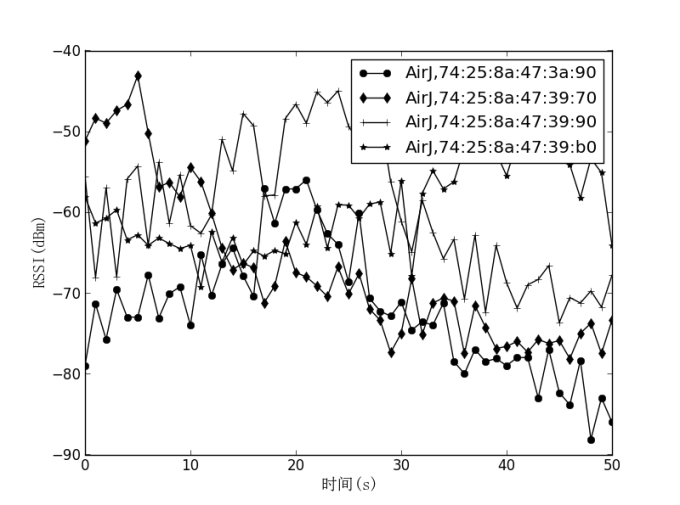 −40
−50
−60
−70
−80
−90
RSSI(dBm)
AirJ,74:25:8a:47:3a:90
AirJ,74:25:8a:47:39:70
AirJ,74:25:8a:47:39:90
AirJ,74:25:8a:47:39:b0
0 10 20 30 40 50
时间(s)